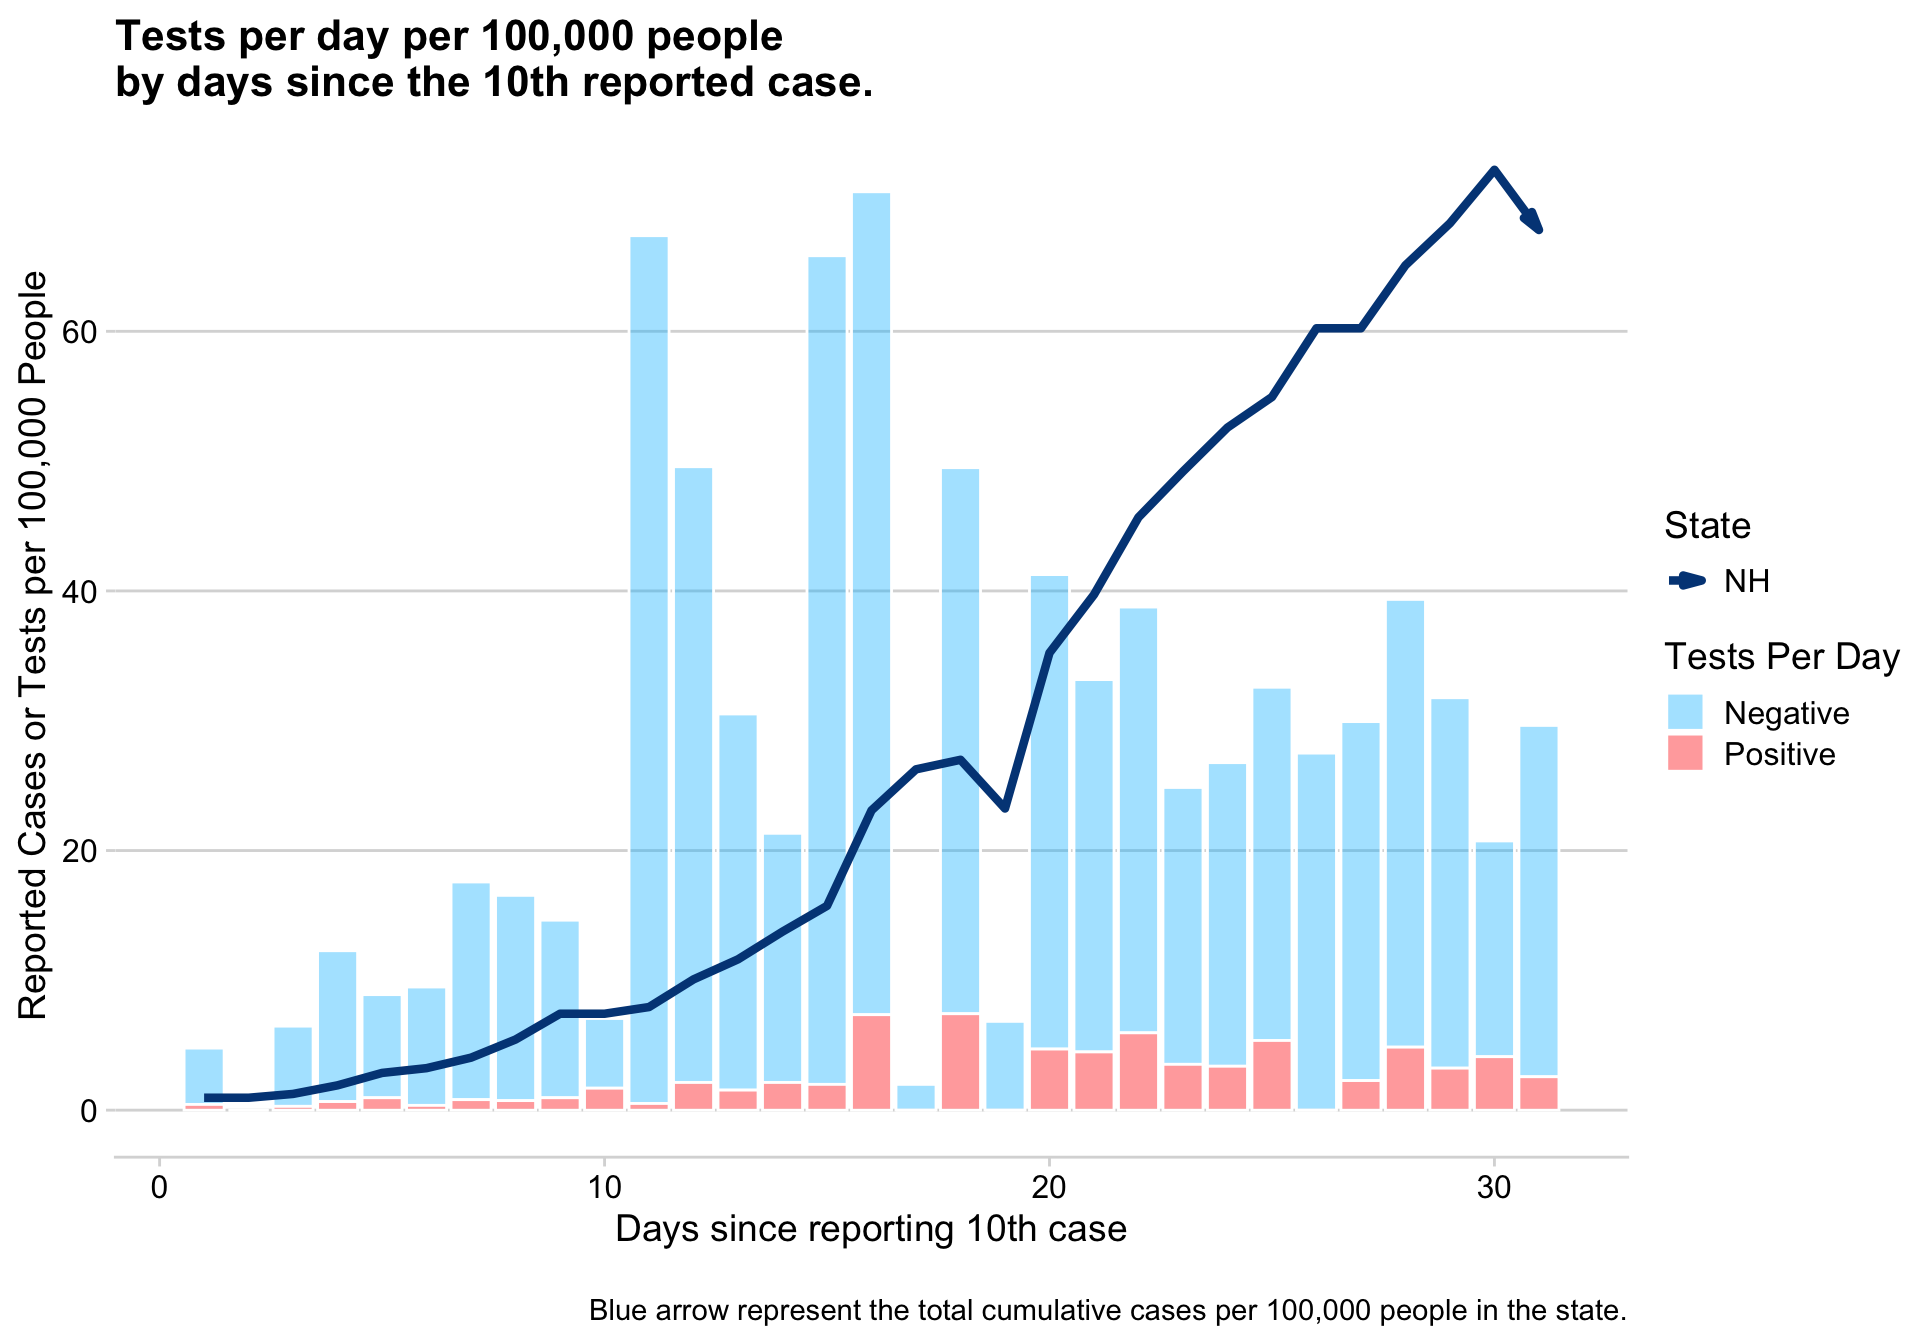 Tests per day per 100,000 people
by days since the 10th reported case.
Reported Cases or Tests per 100,000 People
60
40
20
0
0
10
20
30
Days since reporting 10th case
State
NH
Tests Per Day
Negative
Positive
Blue arrow represent the total cumulative cases per 100,000 people in the state.